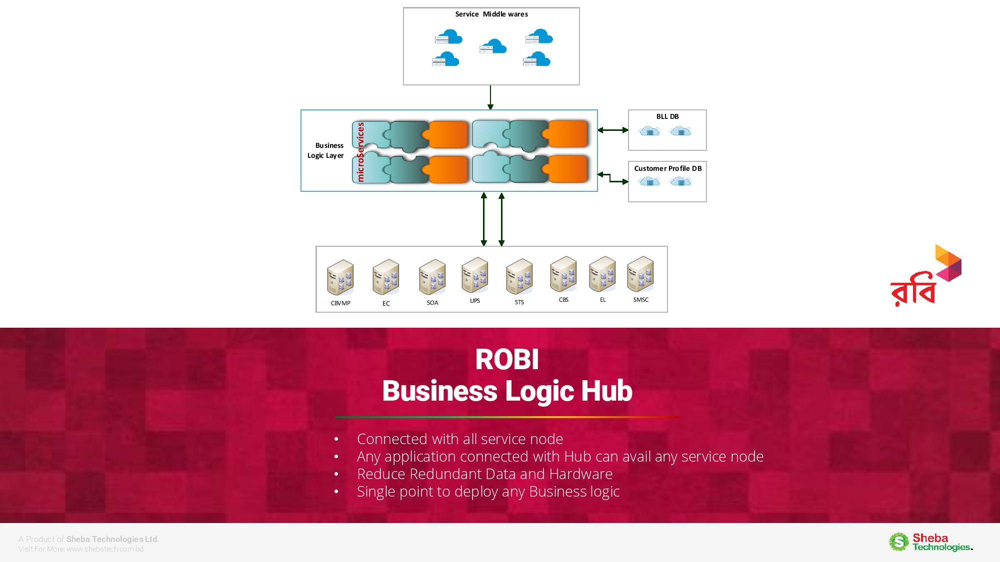 Service Middle wares
Business
Logic Layer
microServices
BLL DB
Customer Profile DB
CBVMP
EC
SOA
UPS
STS
CBS
EL
SMSC
রবি
ROBI
Business Logic Hub
• Connected with all service node
• Any application connected with Hub can avail any service node
• Reduce Redundant Data and Hardware
• Single point to deploy any Business logic
A Product of Sheba Technologies Ltd.
Visit For More: www.shebatech.com.bd
S
Sheba
Technologies